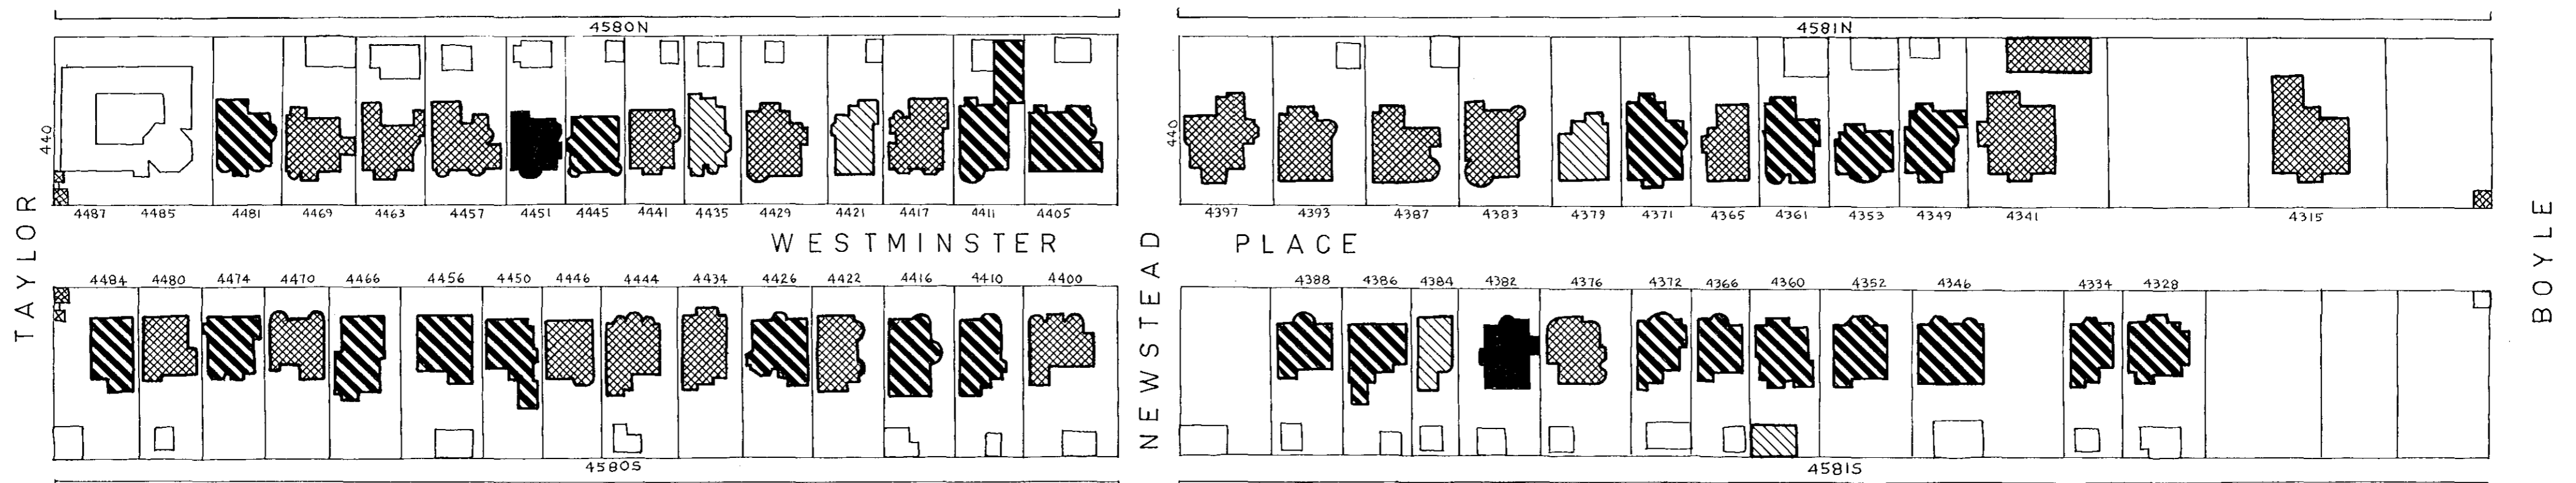 4580N 4581N
440 440
4487 4485 4481 4469 4463 4457 4451 4445 4441 4435 4429 4421 4417 4411 4405 4397 4393 4387 4383 4379 4371 4365 4361 4353 4349 4341 4315
TAYLOR WESTMINSTER NEWSTEAD PLACE BOYLE
4484 4480 4474 4470 4466 4456 4450 4446 4444 4434 4426 4422 4416 4410 4400 4388 4386 4384 4382 4376 4372 4366 4360 4352 4346 4334 4328
4580S 4581S